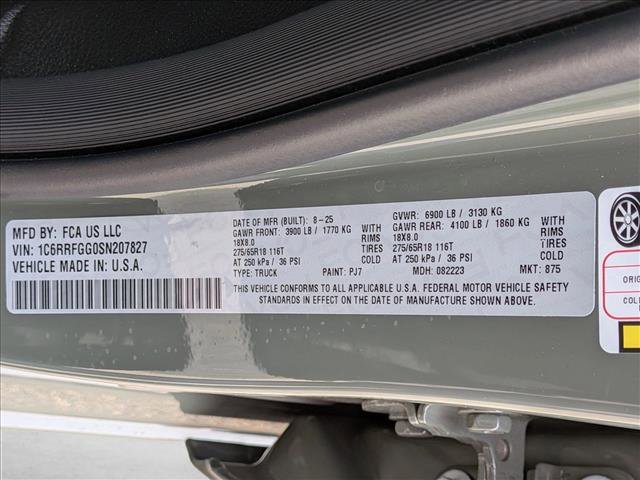 MFD BY: FCA US LLC
VIN: 1C6RRFGG0SN207827
VEHICLE MADE IN: U.S.A.
DATE OF MFR (BUILT): 8-25 GVWR: 6900 LB / 3130 KG
GAWR FRONT: 3900 LB / 1770 KG WITH GAWR REAR: 4100 LB / 1860 KG WITH
18X8.0 RIMS 18X8.0 RIMS
275/65R18 116T TIRES 275/65R18 116T TIRES
AT 250 kPa / 36 PSI COLD AT 250 kPa / 36 PSI COLD
TYPE: TRUCK PAINT: PJ7 MDH: 082223 MKT: 875
THIS VEHICLE CONFORMS TO ALL APPLICABLE U.S.A. FEDERAL MOTOR VEHICLE SAFETY
STANDARDS IN EFFECT ON THE DATE OF MANUFACTURE SHOWN ABOVE.
ORIG
COL